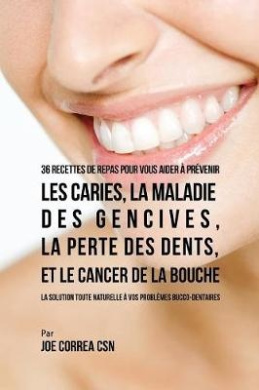 36 RECETTES DE REPAS POUR VOUS AIDER À PRÉVENIR
LES CARIES, LA MALADIE
DES GENCIVES,
LA PERTE DES DENTS,
ET LE CANCER DE LA BOUCHE
LA SOLUTION TOUTE NATURELLE À VOS PROBLÈMES BUCCO-DENTAIRES
Par
JOE CORREA CSN